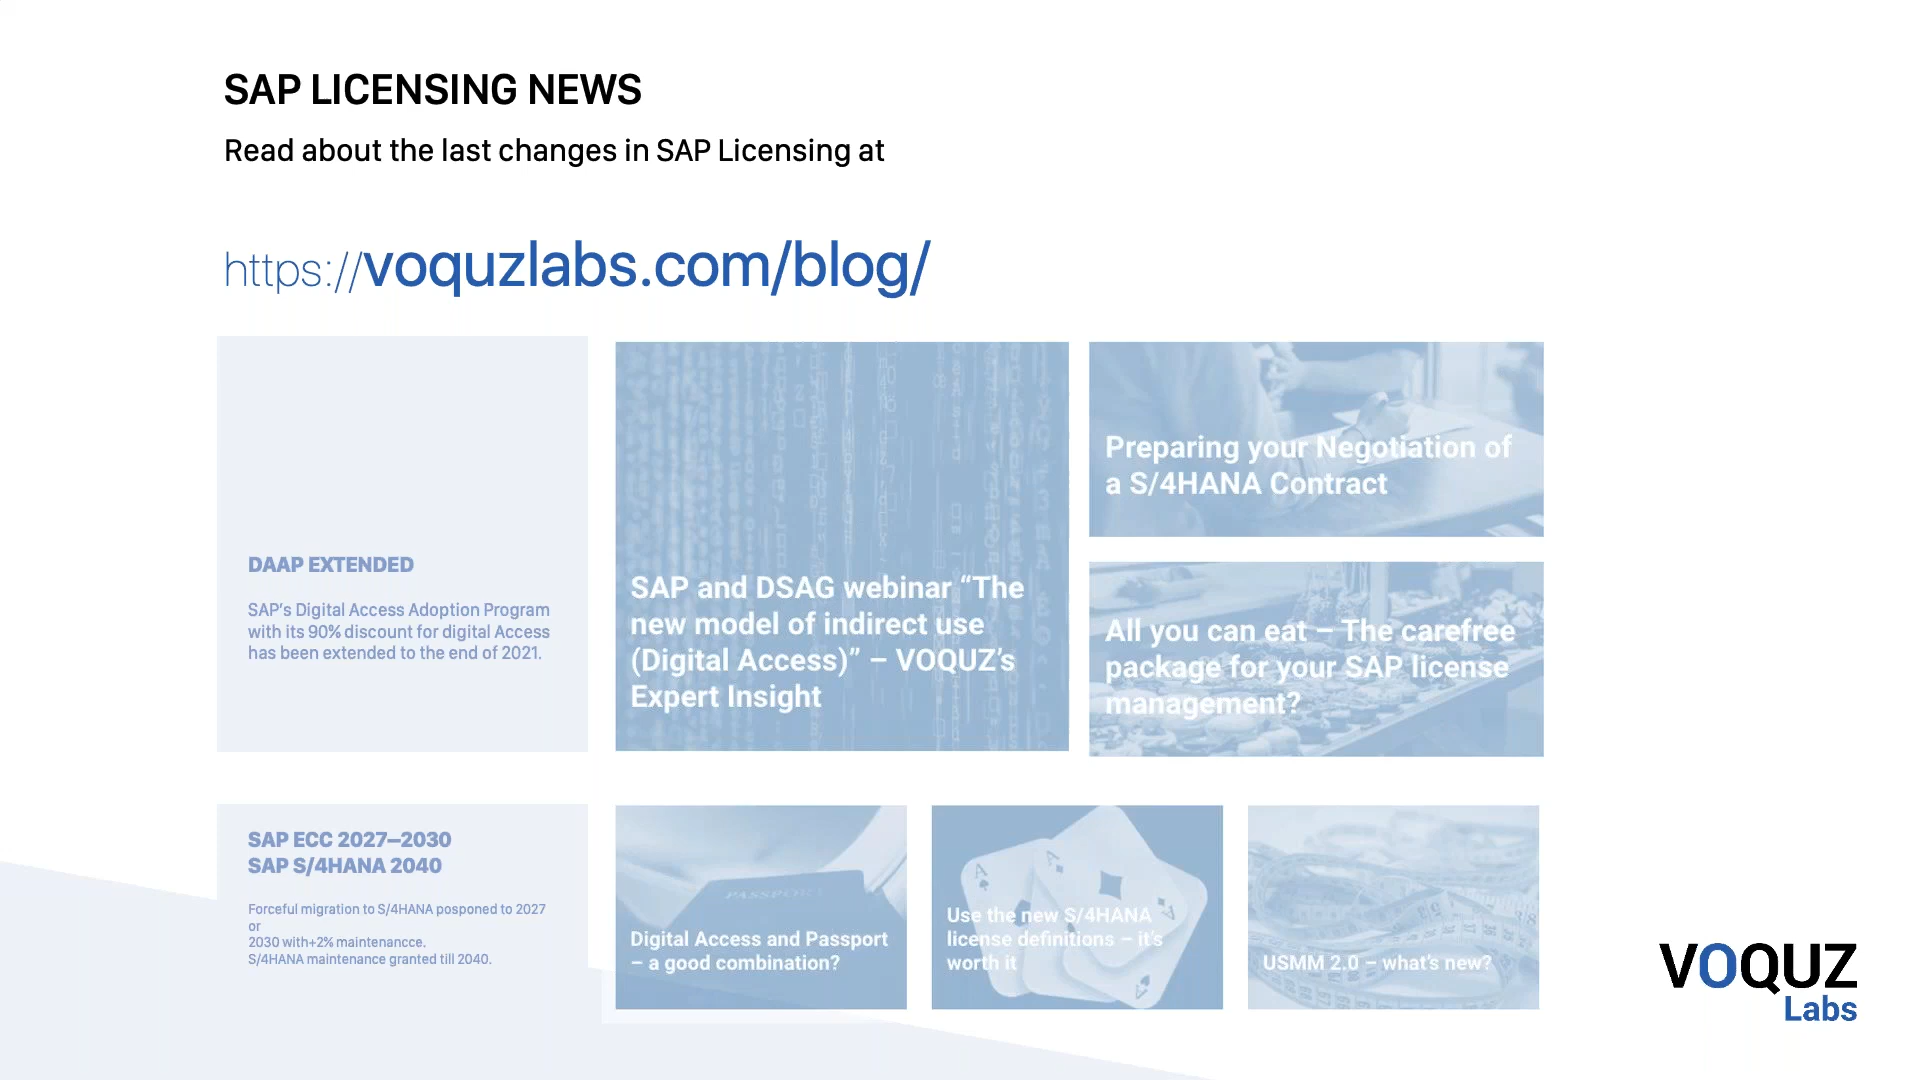 SAP LICENSING NEWS
Read about the last changes in SAP Licensing at
https://voquzlabs.com/blog/
DAAP EXTENDED
SAP's Digital Access Adoption Program
with its 90% discount for digital Access
has been extended to the end of 2021.
SAP and DSAG webinar “The
new model of indirect use
(Digital Access)” – VOQUZ’s
Expert Insight
Preparing your Negotiation of
a S/4HANA Contract
All you can eat – The carefree
package for your SAP license
management?
SAP ECC 2027–2030
SAP S/4HANA 2040
Forceful migration to S/4HANA posponed to 2027
or
2030 with+2% maintenancce.
S/4HANA maintenance granted till 2040.
PASSPORT
Digital Access and Passport
– a good combination?
A
A
A
A
Use the new S/4HANA
license definitions – it’s
worth it
USMM 2.0 – what’s new?
VOQUZ
Labs